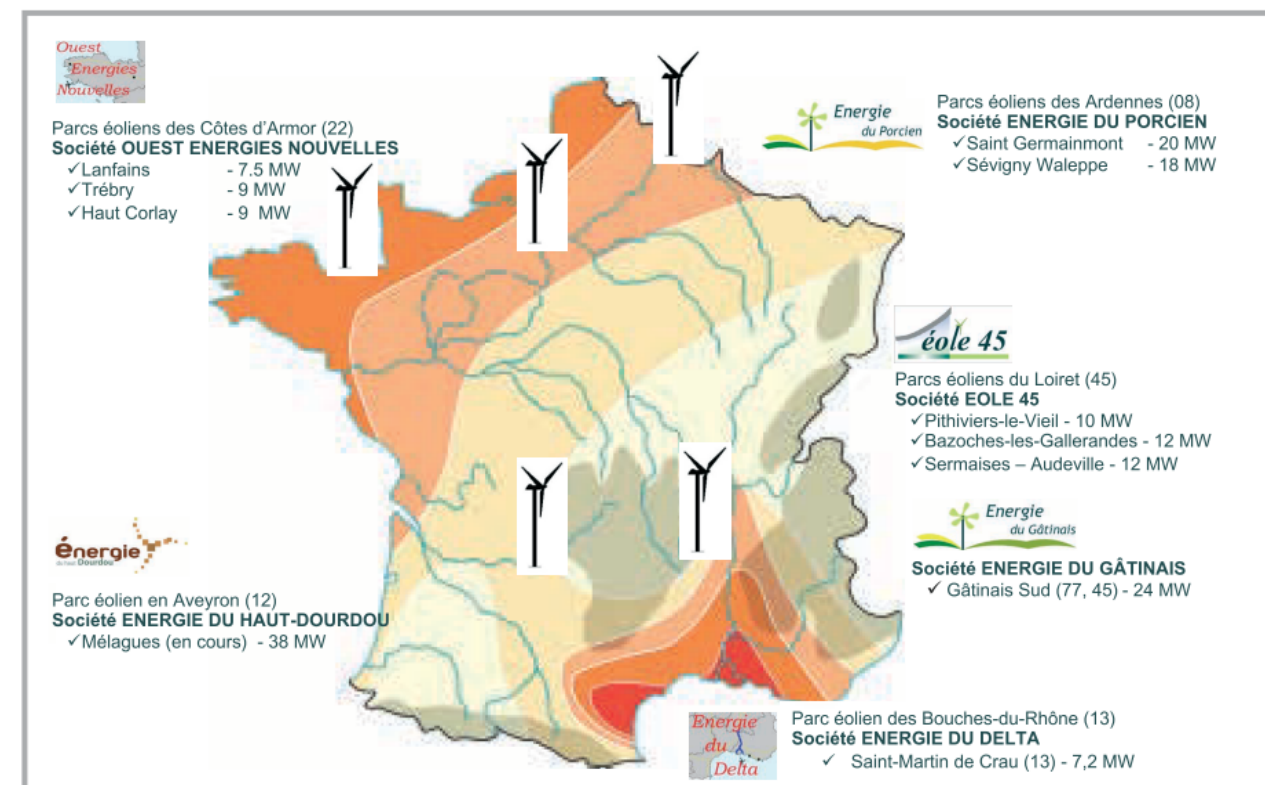 Ouest
Energies
Nouvelles
Parcs éoliens des Côtes d'Armor (22)
Société OUEST ENERGIES NOUVELLES
✓Lanfains - 7.5 MW
✓Trébry - 9 MW
✓Haut Corlay - 9 MW
Energie
du Porcien
Parcs éoliens des Ardennes (08)
Société ENERGIE DU PORCIEN
✓Saint Germainmont - 20 MW
✓Sévigny Waleppe - 18 MW
éole 45
Parcs éoliens du Loiret (45)
Société EOLE 45
✓Pithiviers-le-Vieil - 10 MW
✓Bazoches-les-Gallerandes - 12 MW
✓Sermaises – Audeville - 12 MW
Energie
du Gâtinais
Société ENERGIE DU GÂTINAIS
✓ Gâtinais Sud (77, 45) - 24 MW
énergie
du haut Dourdou
Parc éolien en Aveyron (12)
Société ENERGIE DU HAUT-DOURDOU
✓Mélagues (en cours) - 38 MW
Energie
du
Delta
Parc éolien des Bouches-du-Rhône (13)
Société ENERGIE DU DELTA
✓ Saint-Martin de Crau (13) - 7,2 MW